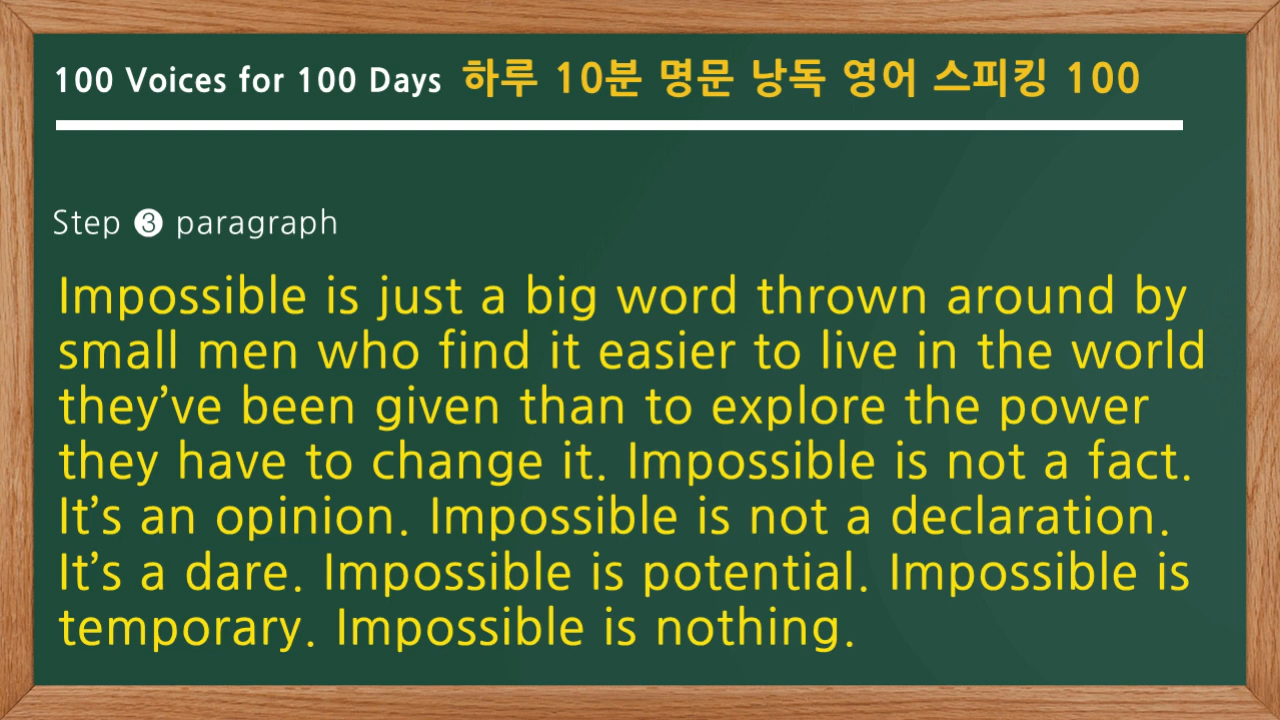 100 Voices for 100 Days 하루 10분 명문 낭독 영어 스피킹 100
Step ❸ paragraph
Impossible is just a big word thrown around by
small men who find it easier to live in the world
they’ve been given than to explore the power
they have to change it. Impossible is not a fact.
It’s an opinion. Impossible is not a declaration.
It’s a dare. Impossible is potential. Impossible is
temporary. Impossible is nothing.